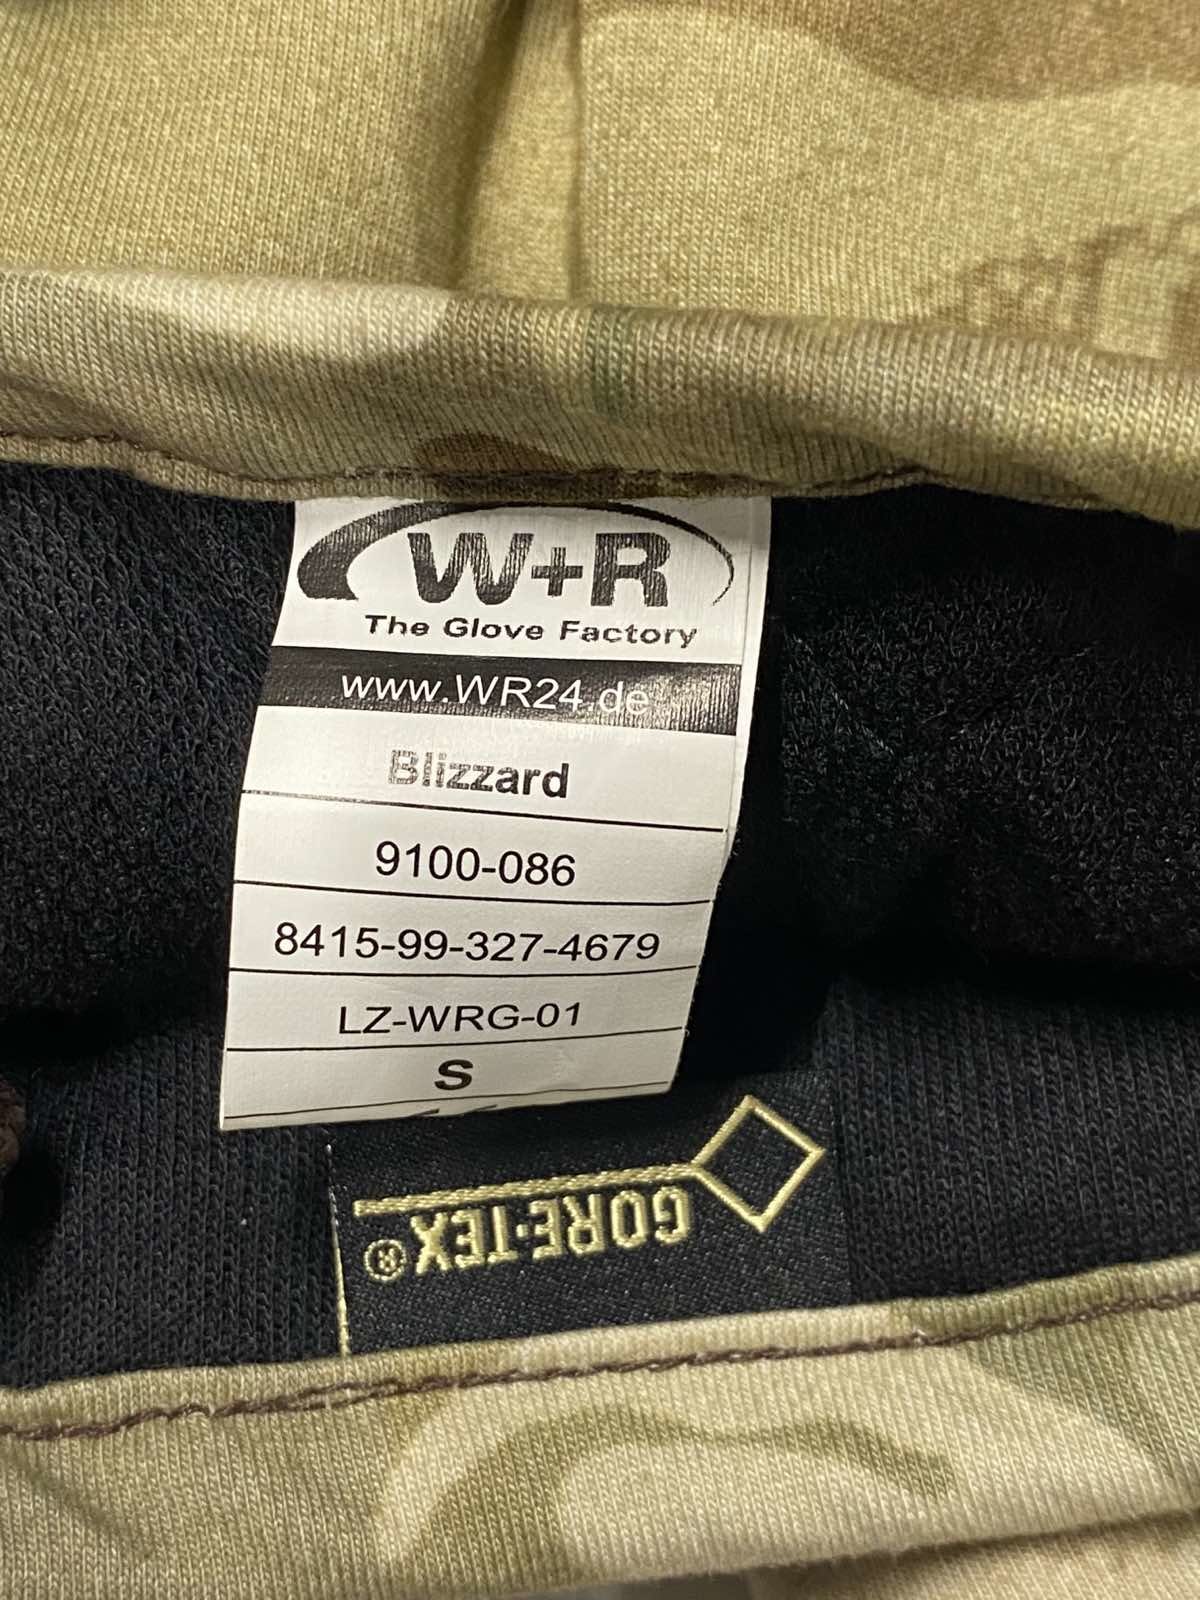 W+R
The Glove Factory
www.WR24.de
Blizzard
9100-086
8415-99-327-4679
LZ-WRG-01
S
GORE-TEX®